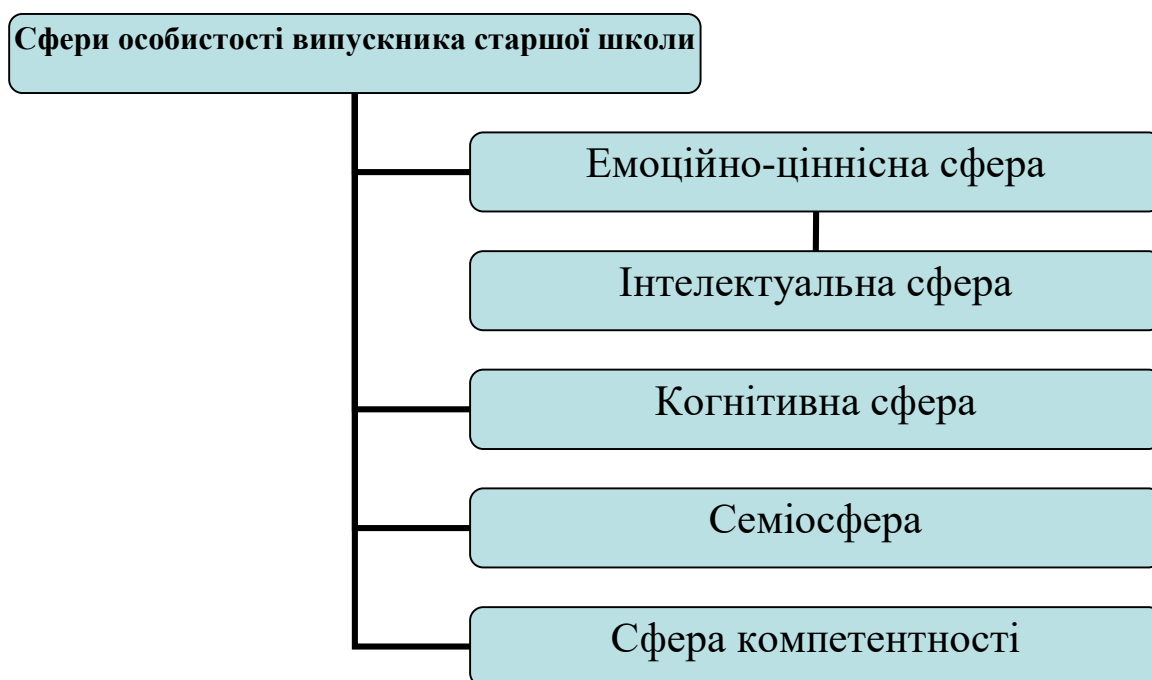 Сфери особистості випускника старшої школи
Емоційно-ціннісна сфера
Інтелектуальна сфера
Когнітивна сфера
Семіосфера
Сфера компетентності